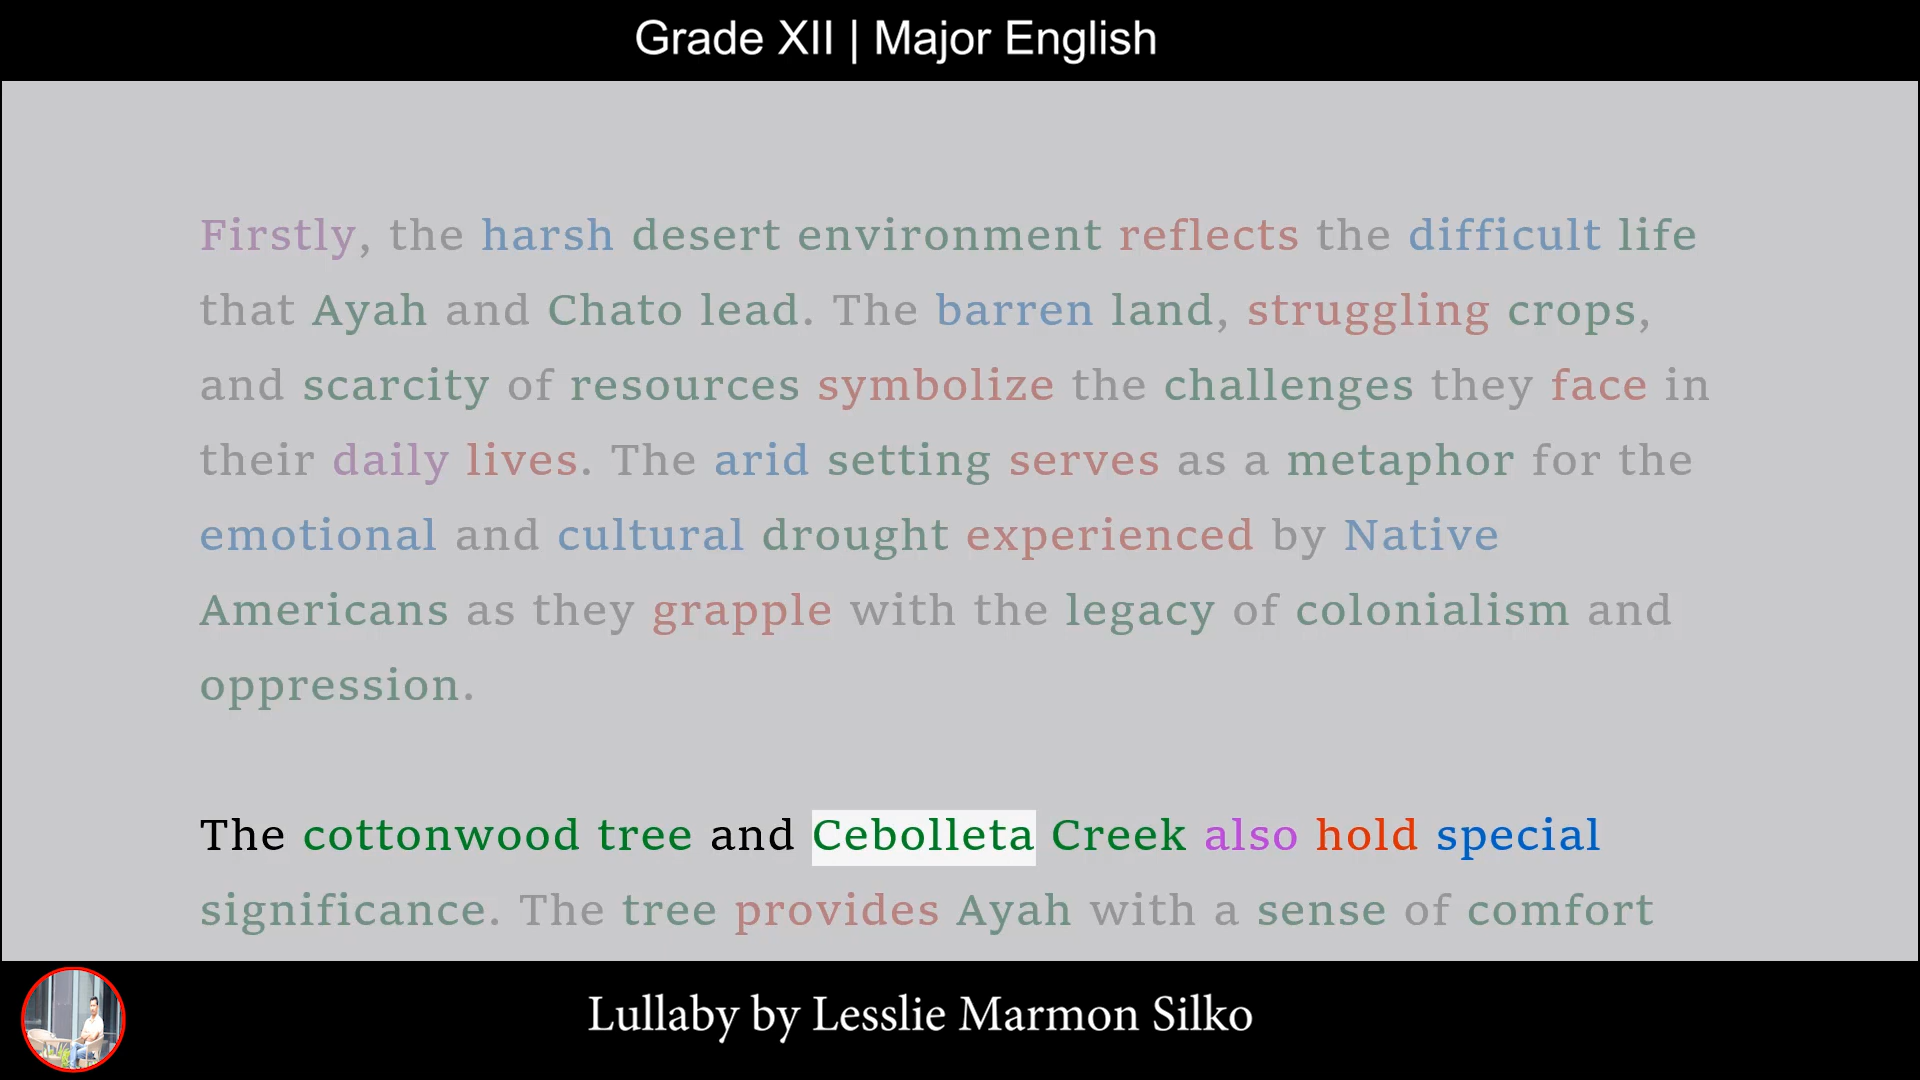 Grade XII | Major English
Firstly, the harsh desert environment reflects the difficult life
that Ayah and Chato lead. The barren land, struggling crops,
and scarcity of resources symbolize the challenges they face in
their daily lives. The arid setting serves as a metaphor for the
emotional and cultural drought experienced by Native
Americans as they grapple with the legacy of colonialism and
oppression.
The cottonwood tree and Cebolleta Creek also hold special
significance. The tree provides Ayah with a sense of comfort
Lullaby by Lesslie Marmon Silko